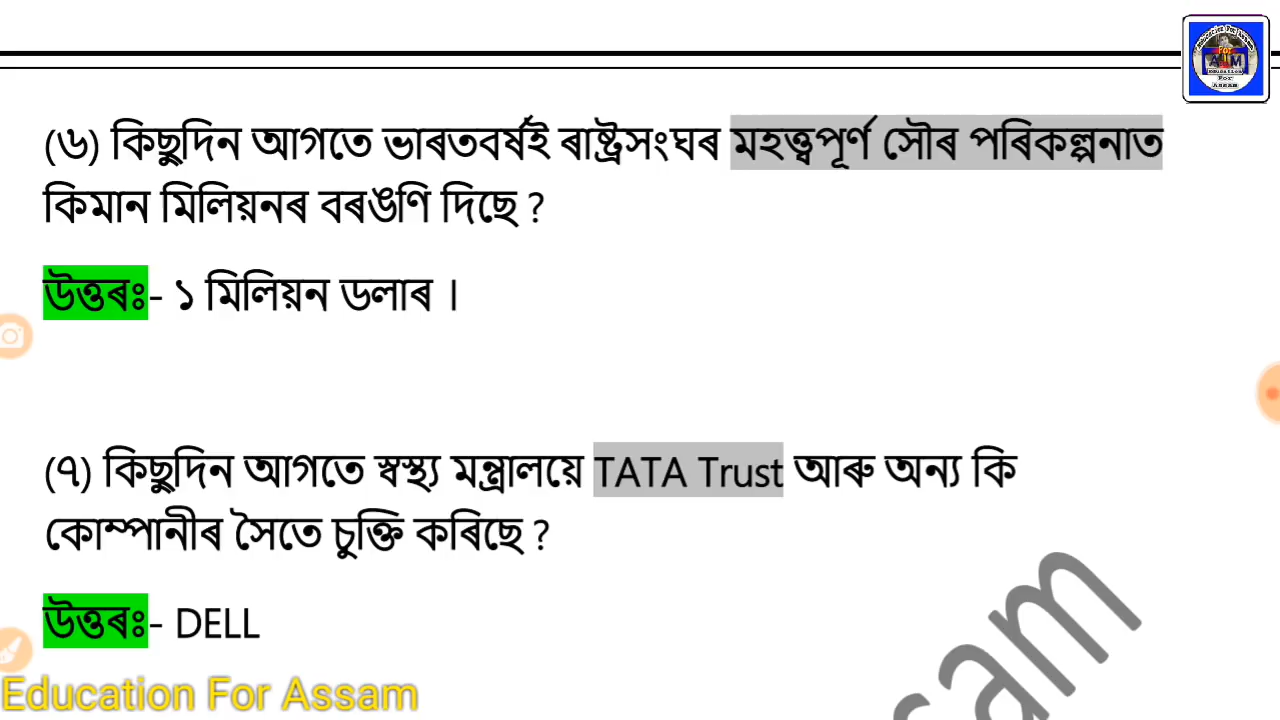 (৬) কিছুদিন আগতে ভাৰতবৰ্ষই ৰাষ্ট্ৰসংঘৰ মহত্ত্বপূৰ্ণ সৌৰ পৰিকল্পনাত
কিমান মিলিয়নৰ বৰঙণি দিছে ?
উত্তৰঃ- ১ মিলিয়ন ডলাৰ ।
(৭) কিছুদিন আগতে স্বস্থ্য মন্ত্ৰালয়ে TATA Trust আৰু অন্য কি
কোম্পানীৰ সৈতে চুক্তি কৰিছে ?
উত্তৰঃ- DELL
Education For Assam